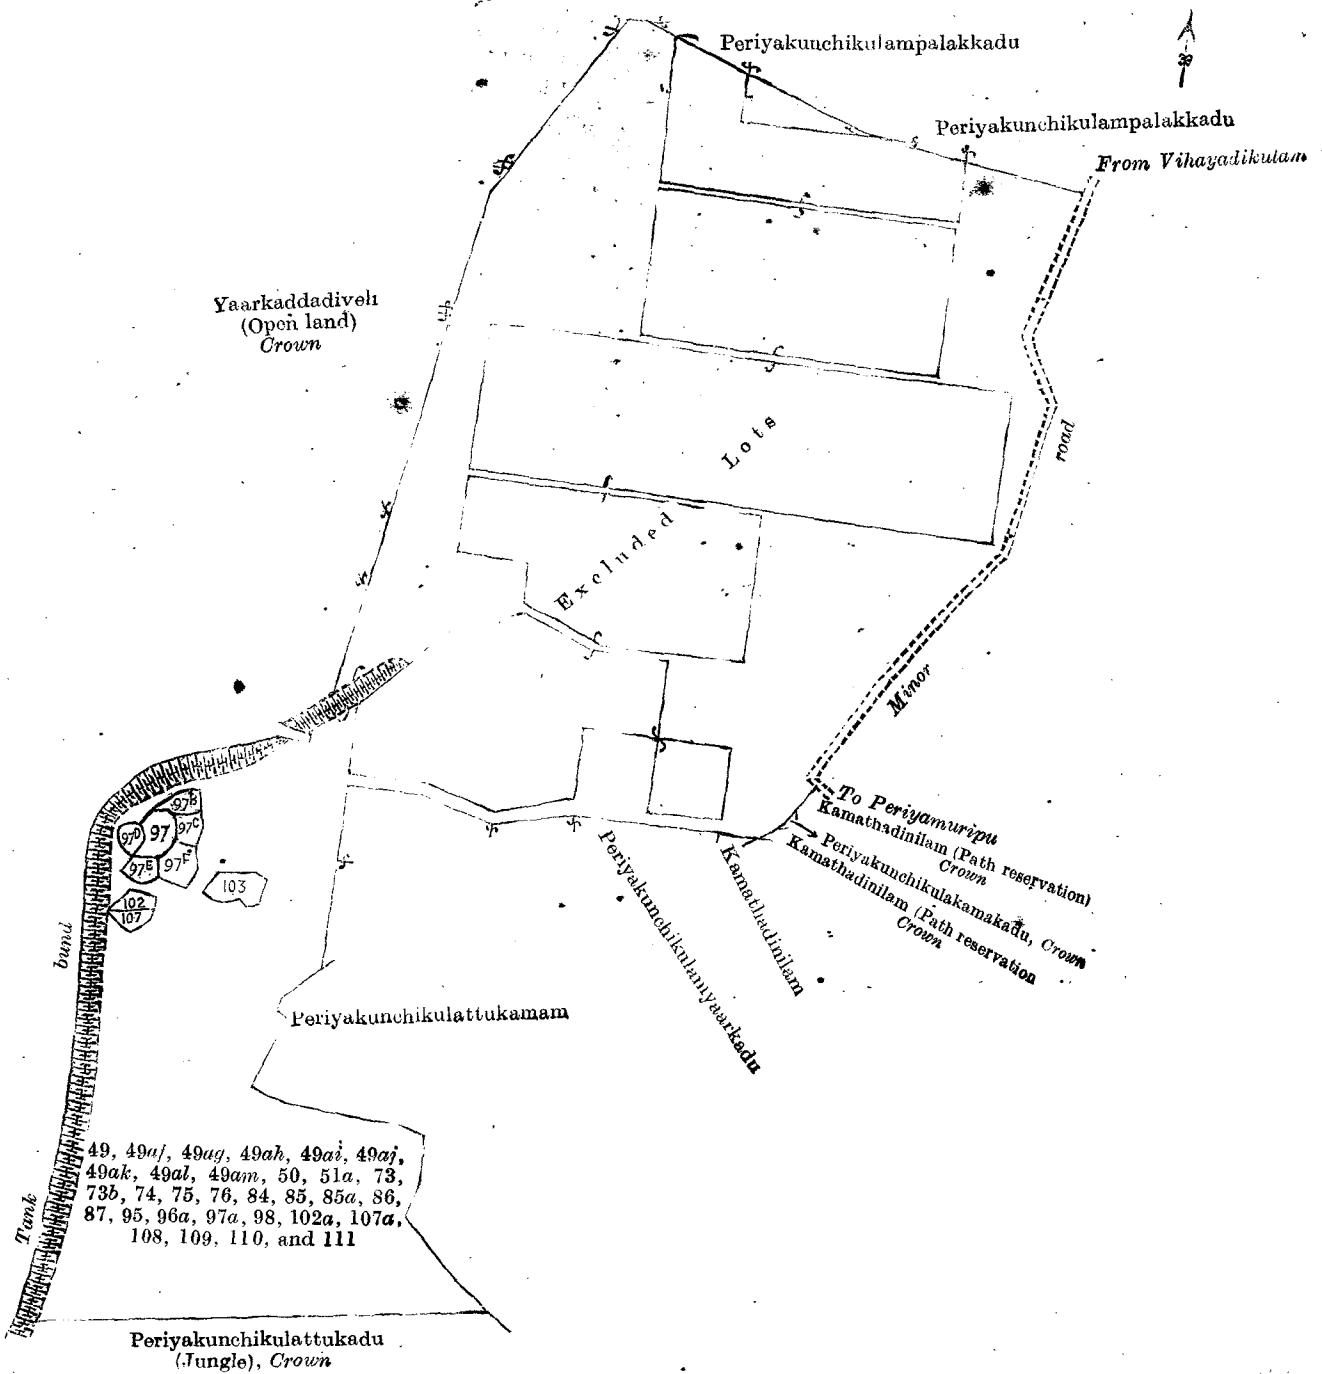 Periyakunchikulampalakkadu
Periyakunchikulampalakkadu
From Vihayadikulam
Yaarkaddadiveli
(Open land)
Crown
road
Excluded Lots
Minor
To Periyamuripu
Kamathadinilam (Path reservation)
Crown
Periyakunchikulakamakadu, Crown
Kamathadinilam (Path reservation
Crown
Kamathadinilam
Periyakunchikulamyaarkadu
97B
97C
97D
97
97E
97F
103
102
107
Tank bund
Periyakunchikulattukamam
49, 49af, 49ag, 49ah, 49ai, 49aj,
49ak, 49al, 49am, 50, 51a, 73,
73b, 74, 75, 76, 84, 85, 85a, 86,
87, 95, 96a, 97a, 98, 102a, 107a,
108, 109, 110, and 111
Periyakunchikulattukadu
(Jungle), Crown